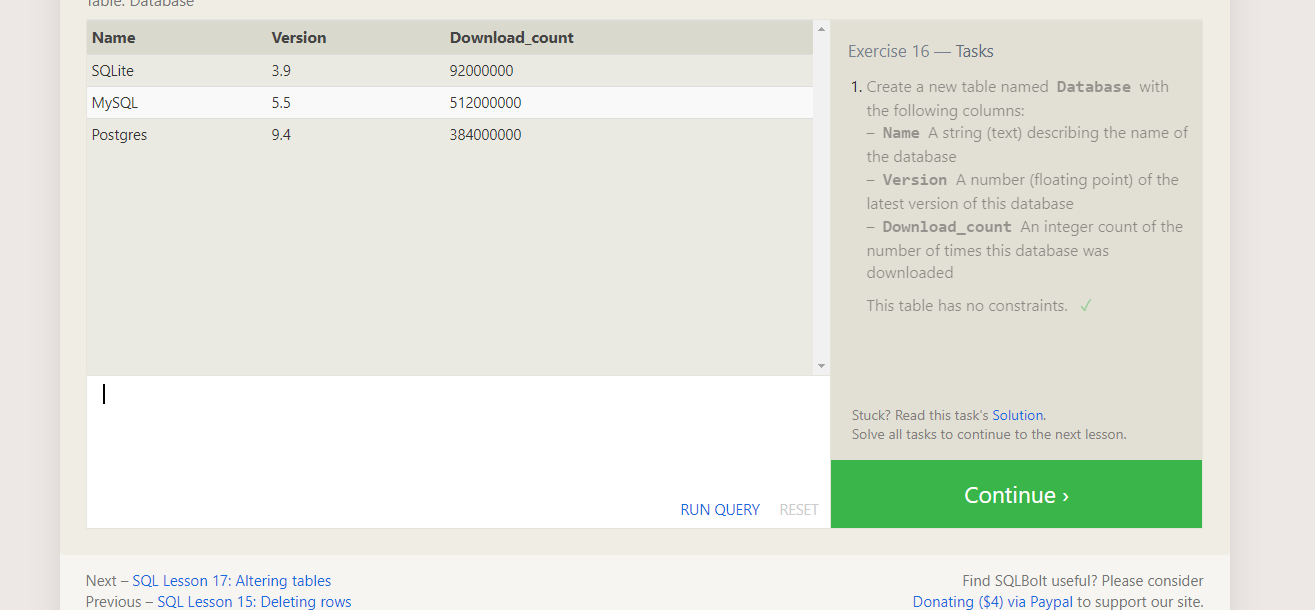 Table: Database
Name Version Download_count
SQLite 3.9 92000000
MySQL 5.5 512000000
Postgres 9.4 384000000
Exercise 16 — Tasks
1. Create a new table named Database with
the following columns:
– Name A string (text) describing the name of
the database
– Version A number (floating point) of the
latest version of this database
– Download_count An integer count of the
number of times this database was
downloaded
This table has no constraints. ✓
Stuck? Read this task's Solution.
Solve all tasks to continue to the next lesson.
RUN QUERY RESET
Continue ›
Next – SQL Lesson 17: Altering tables
Previous – SQL Lesson 15: Deleting rows
Find SQLBolt useful? Please consider
Donating ($4) via Paypal to support our site.